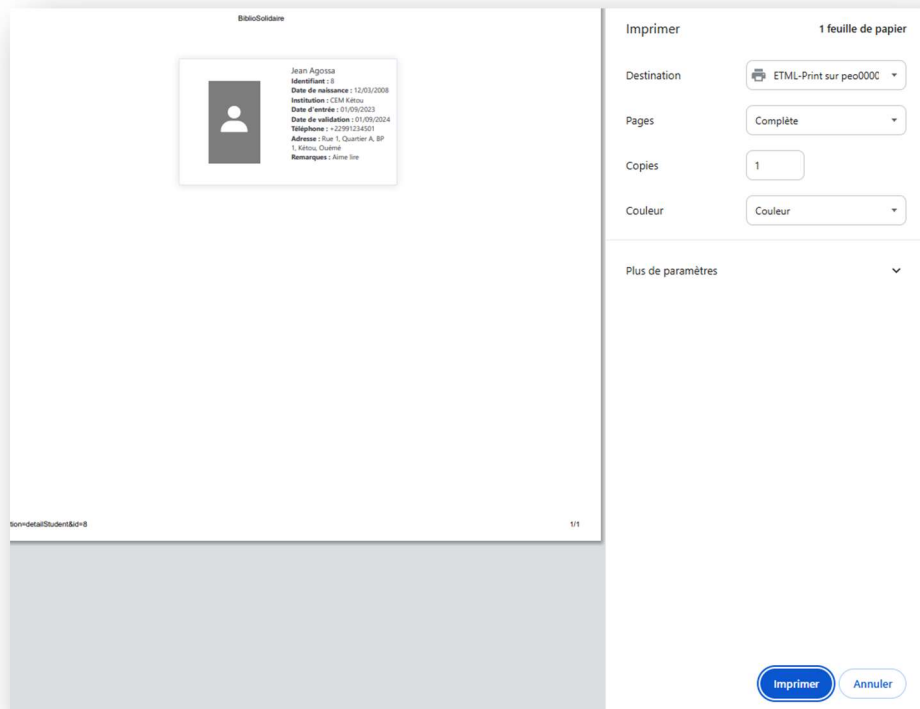 BiblioSolidaire
Jean Agossa
Identifiant : 8
Date de naissance : 12/03/2008
Institution : CEM Kétou
Date d'entrée : 01/09/2023
Date de validation : 01/09/2024
Téléphone : +22991234501
Adresse : Rue 1, Quartier A, BP
1, Kétou, Ouémé
Remarques : Aime lire
tion=detailStudent&id=8
1/1
Imprimer
1 feuille de papier
Destination
ETML-Print sur peo0000
Pages
Complète
Copies
1
Couleur
Couleur
Plus de paramètres
Imprimer
Annuler